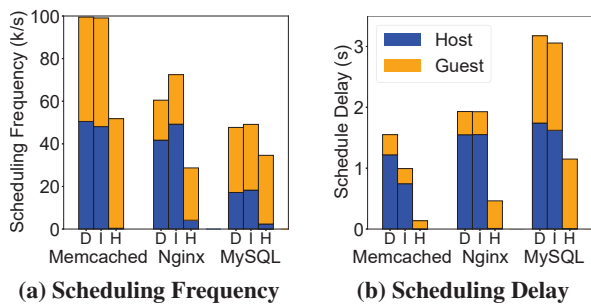 Scheduling Frequency (k/s)
100
80
60
40
20
0
D I H D I H D I H
Memcached Nginx MySQL
(a) Scheduling Frequency
Schedule Delay (s)
3
2
1
0
Host
Guest
D I H D I H D I H
Memcached Nginx MySQL
(b) Scheduling Delay